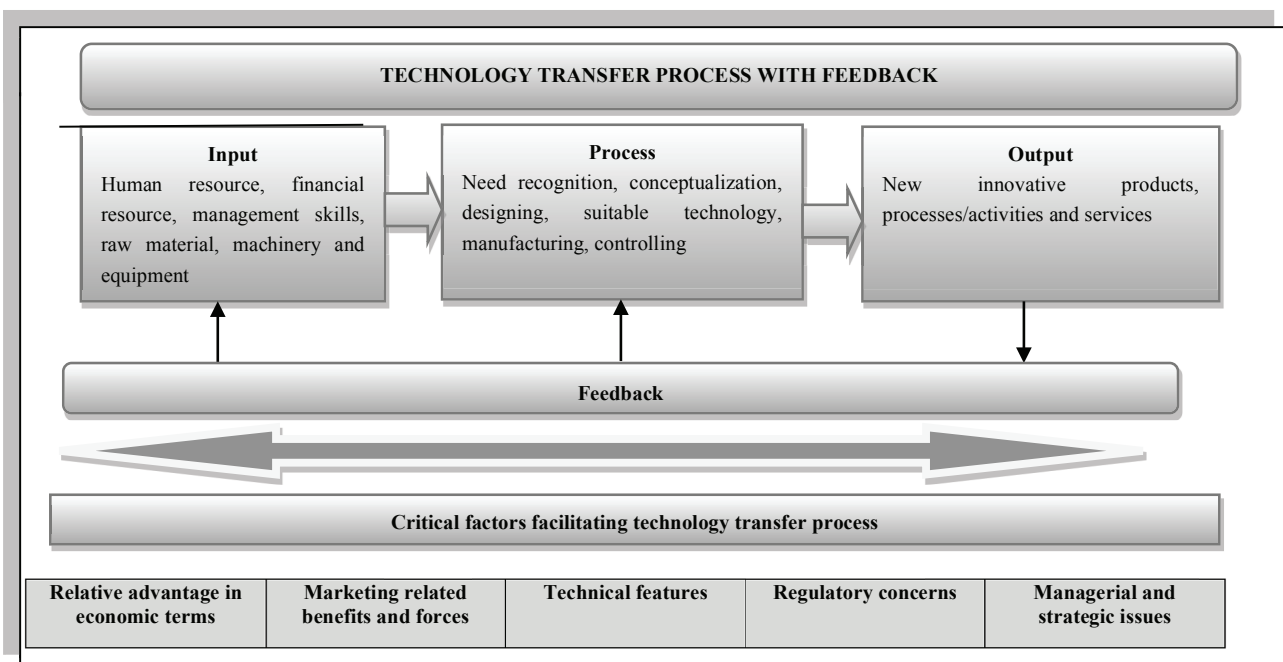 TECHNOLOGY TRANSFER PROCESS WITH FEEDBACK
Input
Human resource, financial
resource, management skills,
raw material, machinery and
equipment
Process
Need recognition, conceptualization,
designing, suitable technology,
manufacturing, controlling
Output
New innovative products,
processes/activities and services
Feedback
Critical factors facilitating technology transfer process
Relative advantage in
economic terms
Marketing related
benefits and forces
Technical features
Regulatory concerns
Managerial and
strategic issues